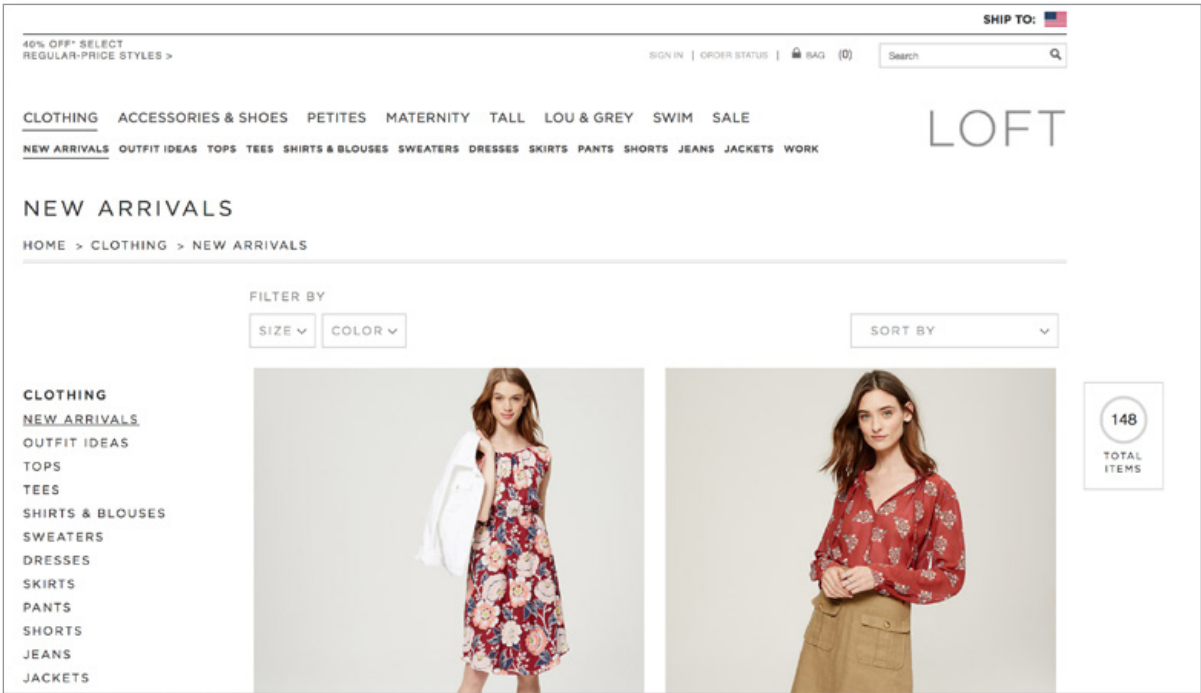 SHIP TO:
40% OFF* SELECT
REGULAR-PRICE STYLES >
SIGN IN | ORDER STATUS | BAG (0) Search
CLOTHING ACCESSORIES & SHOES PETITES MATERNITY TALL LOU & GREY SWIM SALE
LOFT
NEW ARRIVALS OUTFIT IDEAS TOPS TEES SHIRTS & BLOUSES SWEATERS DRESSES SKIRTS PANTS SHORTS JEANS JACKETS WORK
NEW ARRIVALS
HOME > CLOTHING > NEW ARRIVALS
FILTER BY
SIZE COLOR SORT BY
CLOTHING
NEW ARRIVALS
OUTFIT IDEAS
TOPS
TEES
SHIRTS & BLOUSES
SWEATERS
DRESSES
SKIRTS
PANTS
SHORTS
JEANS
JACKETS
148
TOTAL
ITEMS